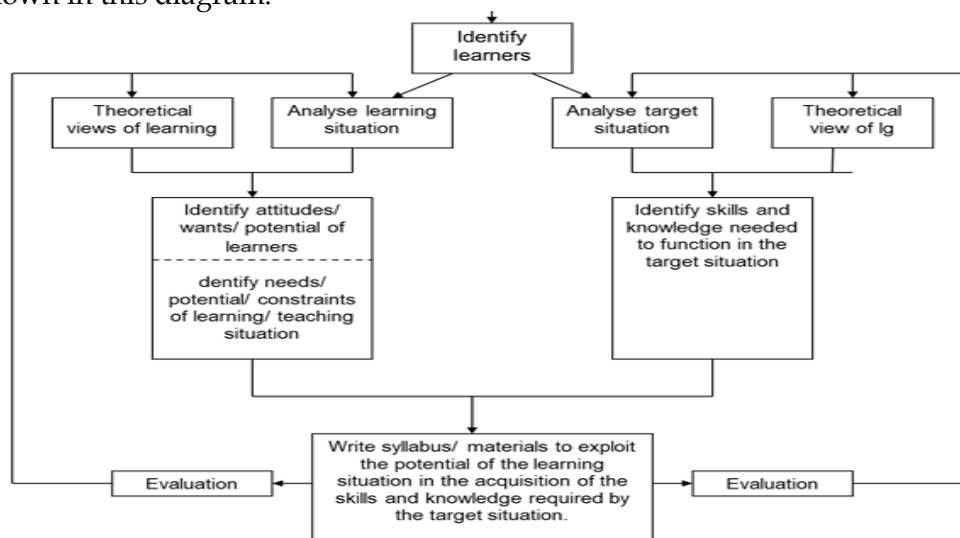 own in this diagram.
Identify
learners
Theoretical
views of learning
Analyse learning
situation
Analyse target
situation
Theoretical
view of lg
Identify attitudes/
wants/ potential of
learners
dentify needs/
potential/ constraints
of learning/ teaching
situation
Identify skills and
knowledge needed
to function in the
target situation
Write syllabus/ materials to exploit
the potential of the learning
situation in the acquisition of the
skills and knowledge required by
the target situation.
Evaluation
Evaluation